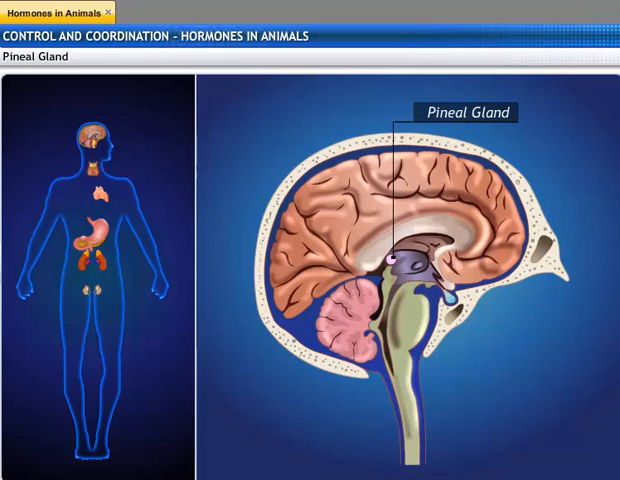 Hormones in Animals
CONTROL AND COORDINATION - HORMONES IN ANIMALS
Pineal Gland
Pineal Gland